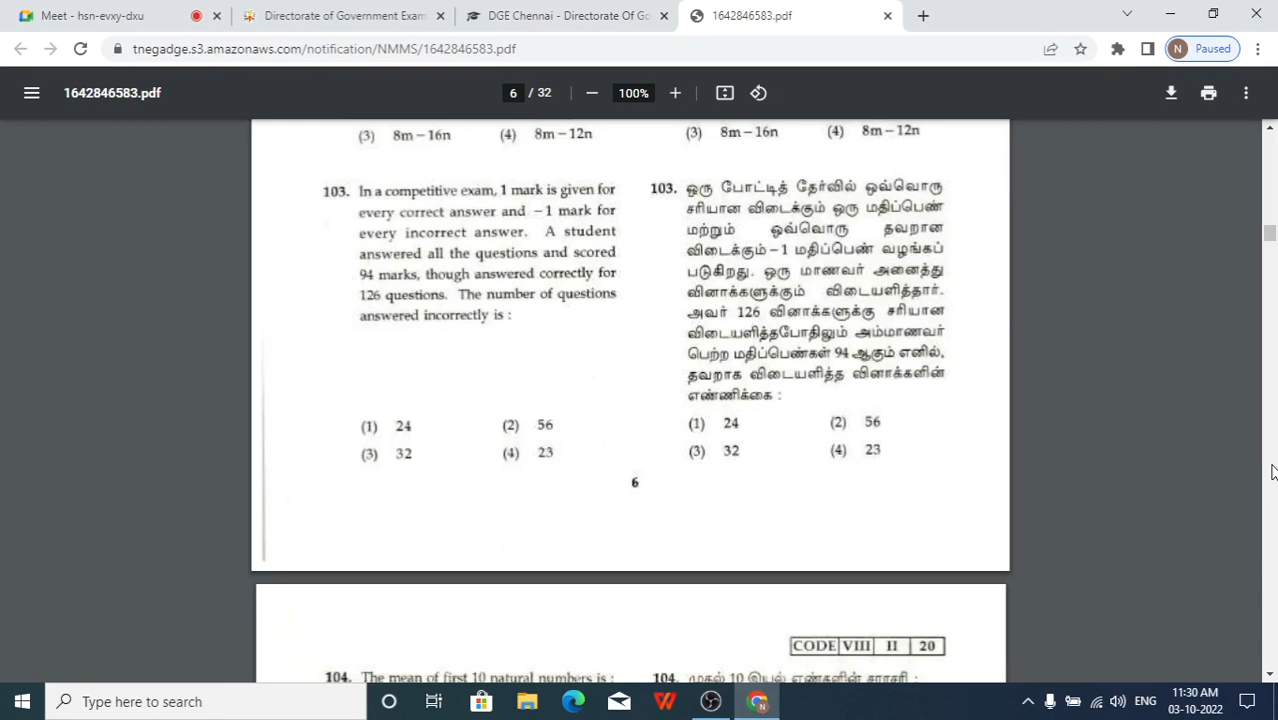 Meet - hsn-evxy-dxu
Directorate of Government Exam
DGE Chennai - Directorate Of Go
1642846583.pdf
tnegadge.s3.amazonaws.com/notification/NMMS/1642846583.pdf
N Paused
1642846583.pdf
6 / 32
100%
(3) 8m – 16n (4) 8m – 12n
(3) 8m – 16n (4) 8m – 12n
103. In a competitive exam, 1 mark is given for
every correct answer and – 1 mark for
every incorrect answer. A student
answered all the questions and scored
94 marks, though answered correctly for
126 questions. The number of questions
answered incorrectly is :
(1) 24 (2) 56
(3) 32 (4) 23
103. ஒரு போட்டித் தேர்வில் ஒவ்வொரு
சரியான விடைக்கும் ஒரு மதிப்பெண்
மற்றும் ஒவ்வொரு தவறான
விடைக்கும் – 1 மதிப்பெண் வழங்கப்
படுகிறது. ஒரு மாணவர் அனைத்து
வினாக்களுக்கும் விடையளித்தார்.
அவர் 126 வினாக்களுக்கு சரியான
விடையளித்தபோதிலும் அம்மாணவர்
பெற்ற மதிப்பெண்கள் 94 ஆகும் எனில்,
தவறாக விடையளித்த வினாக்களின்
எண்ணிக்கை :
(1) 24 (2) 56
(3) 32 (4) 23
6
CODE VIII II 20
104. The mean of first 10 natural numbers is :
104. முதல் 10 இயல் எண்களின் சராசரி :
Type here to search
ENG
11:30 AM
03-10-2022